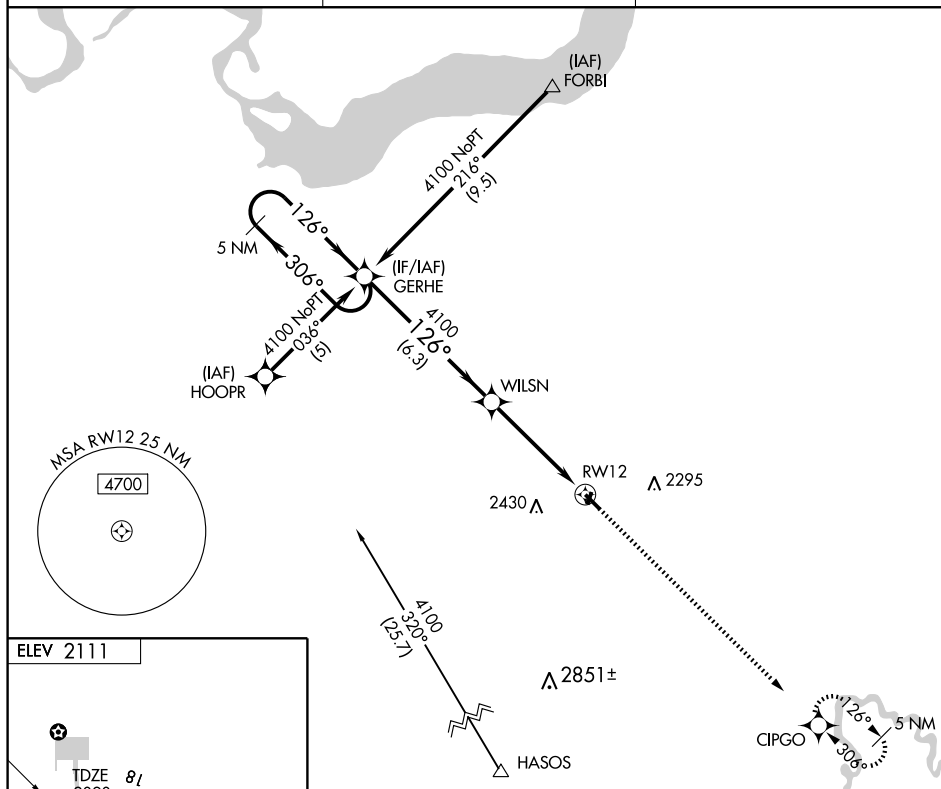 (IAF)
FORBI
4100 NoPT
216°
(9.5)
126°
5 NM
306°
(IF/IAF)
GERHE
4100 NoPT
036°
(5)
4100
126°
(6.3)
(IAF)
HOOPR
WILSN
MSA RW12 25 NM
4700
RW12
2295
2430
4100
320°
(25.7)
ELEV 2111
2851±
126°
5 NM
CIPGO
306°
HASOS
TDZE
18